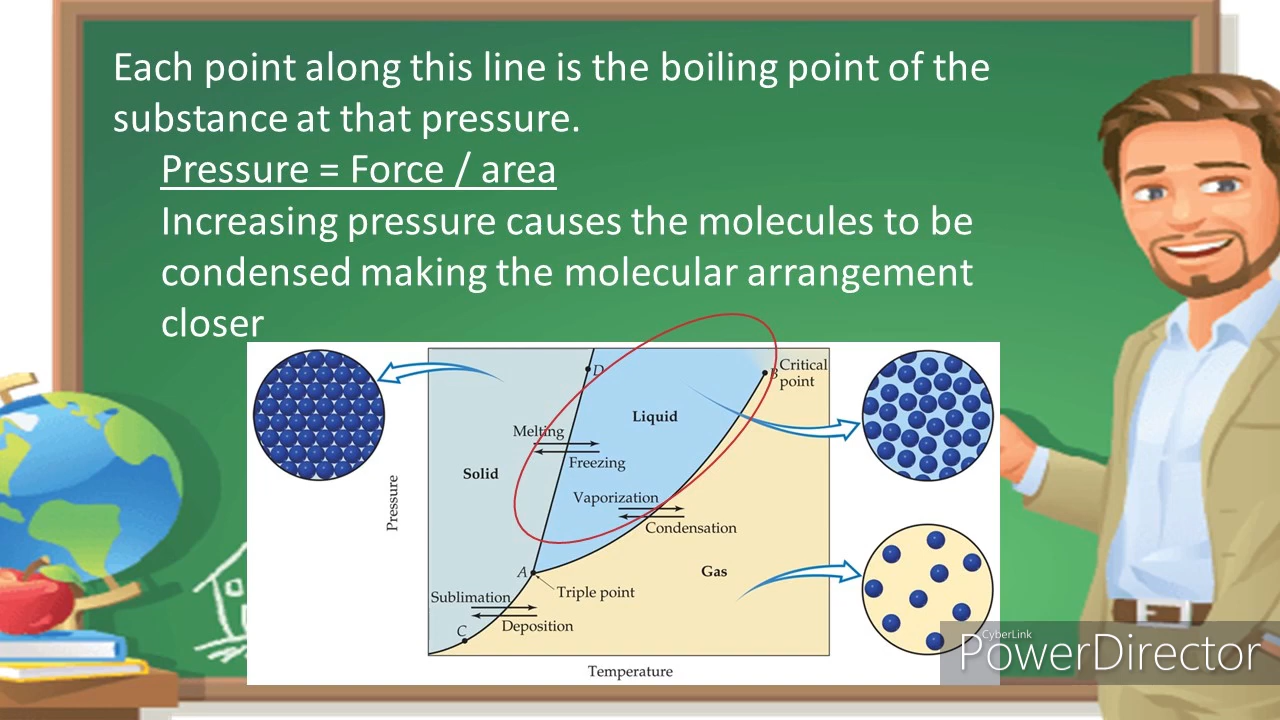 Each point along this line is the boiling point of the
substance at that pressure.
Pressure = Force / area
Increasing pressure causes the molecules to be
condensed making the molecular arrangement
closer
D
B
Critical
point
Liquid
Melting
Solid
Freezing
Pressure
Vaporization
Condensation
A
Gas
Triple point
Sublimation
C
Deposition
Temperature
CyberLink
PowerDirector